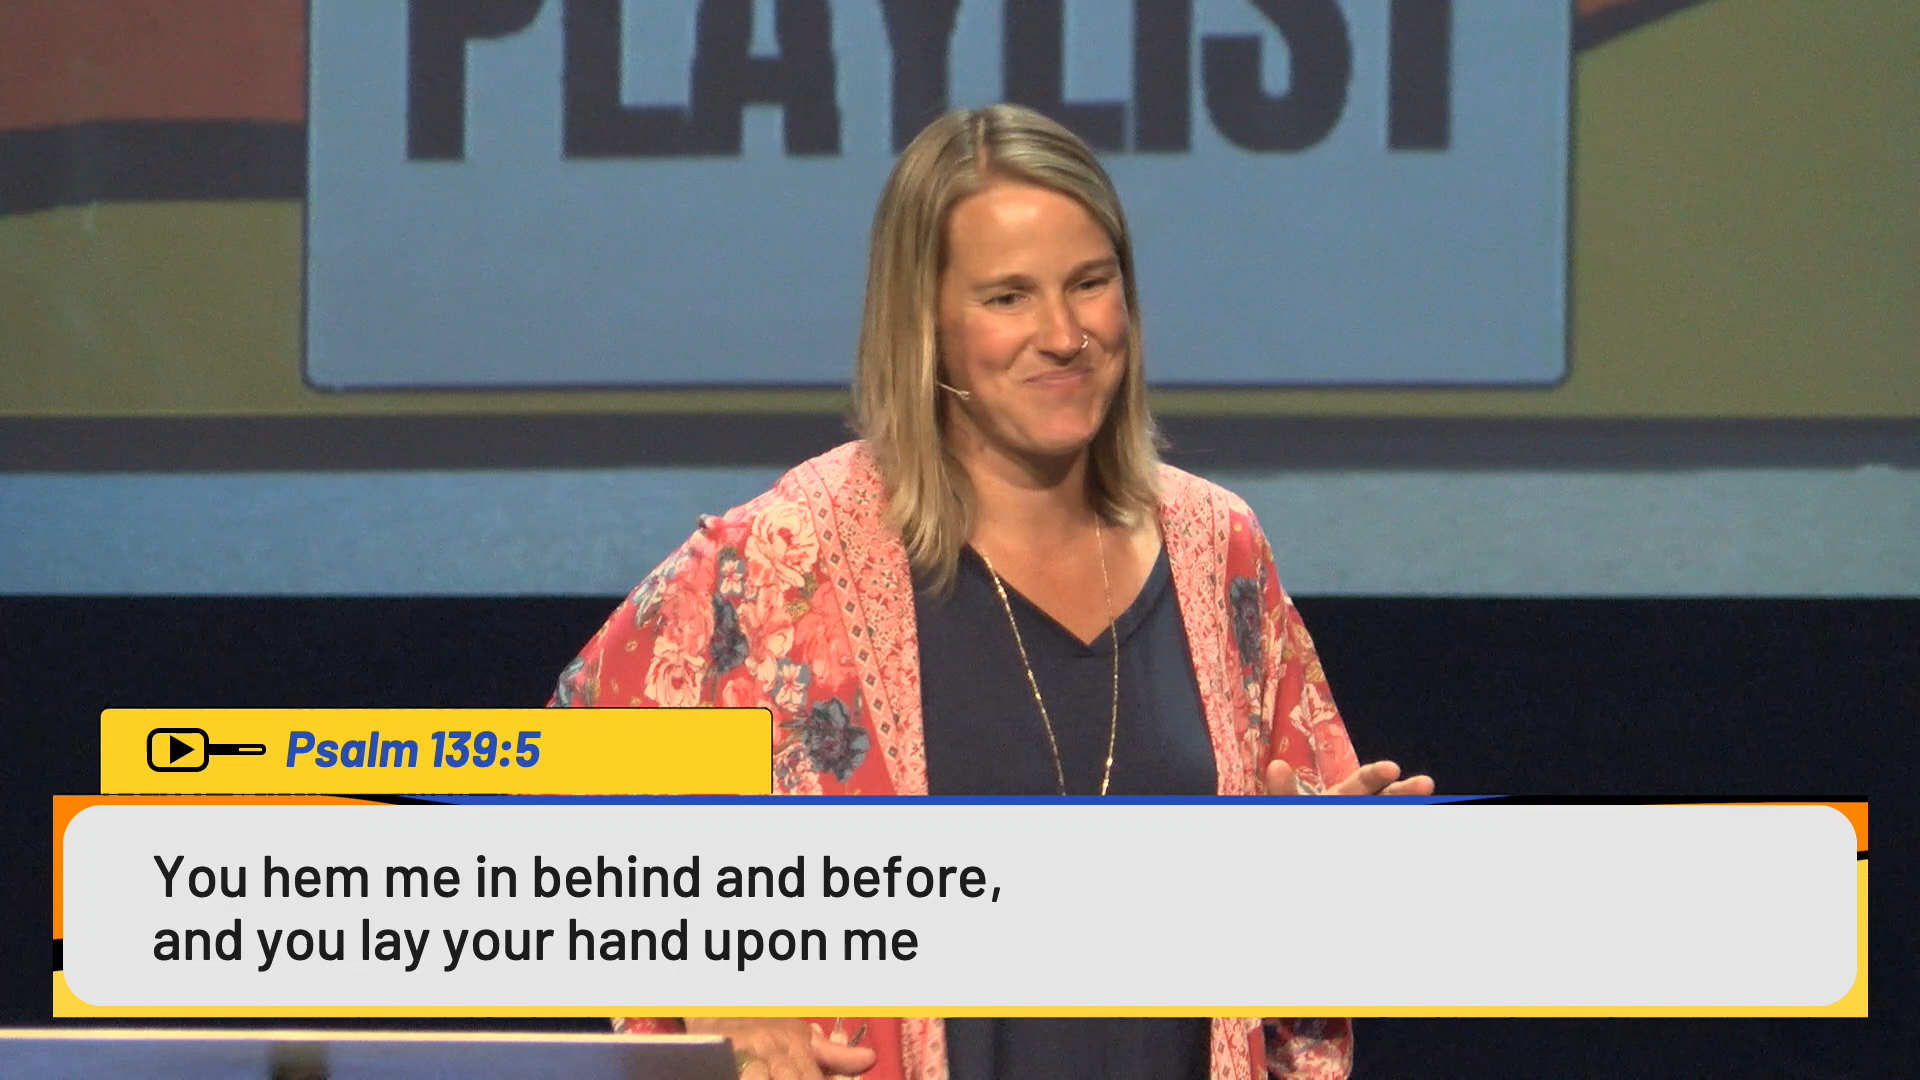 PLAYLIST
Psalm 139:5
You hem me in behind and before,
and you lay your hand upon me